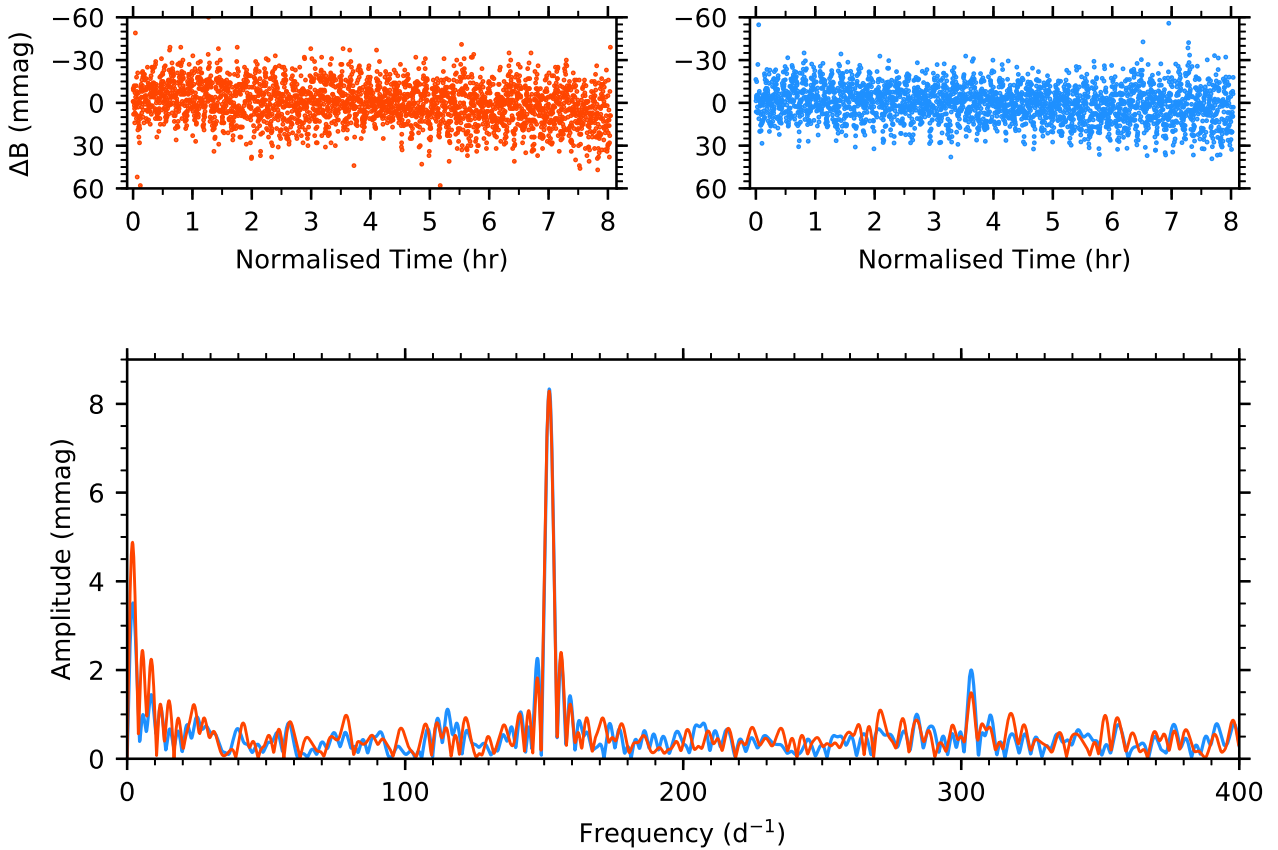 −60
−30
0
30
60
ΔB (mmag)
0 1 2 3 4 5 6 7 8
Normalised Time (hr)
−60
−30
0
30
60
0 1 2 3 4 5 6 7 8
Normalised Time (hr)
8
6
4
2
0
Amplitude (mmag)
0 100 200 300 400
Frequency (d⁻¹)